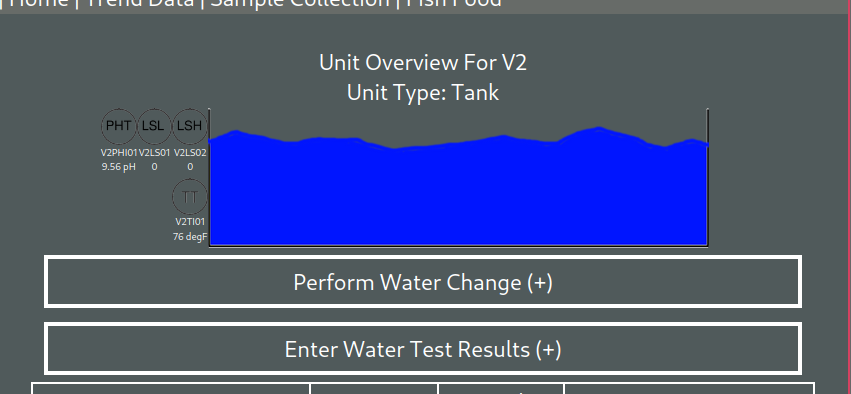 | Home | Trend Data | Sample Collection | Fish Food
Unit Overview For V2
Unit Type: Tank
PHT LSL LSH
V2PHI01 V2LS01 V2LS02
9.56 pH 0 0
TT
V2TI01
76 degF
Perform Water Change (+)
Enter Water Test Results (+)